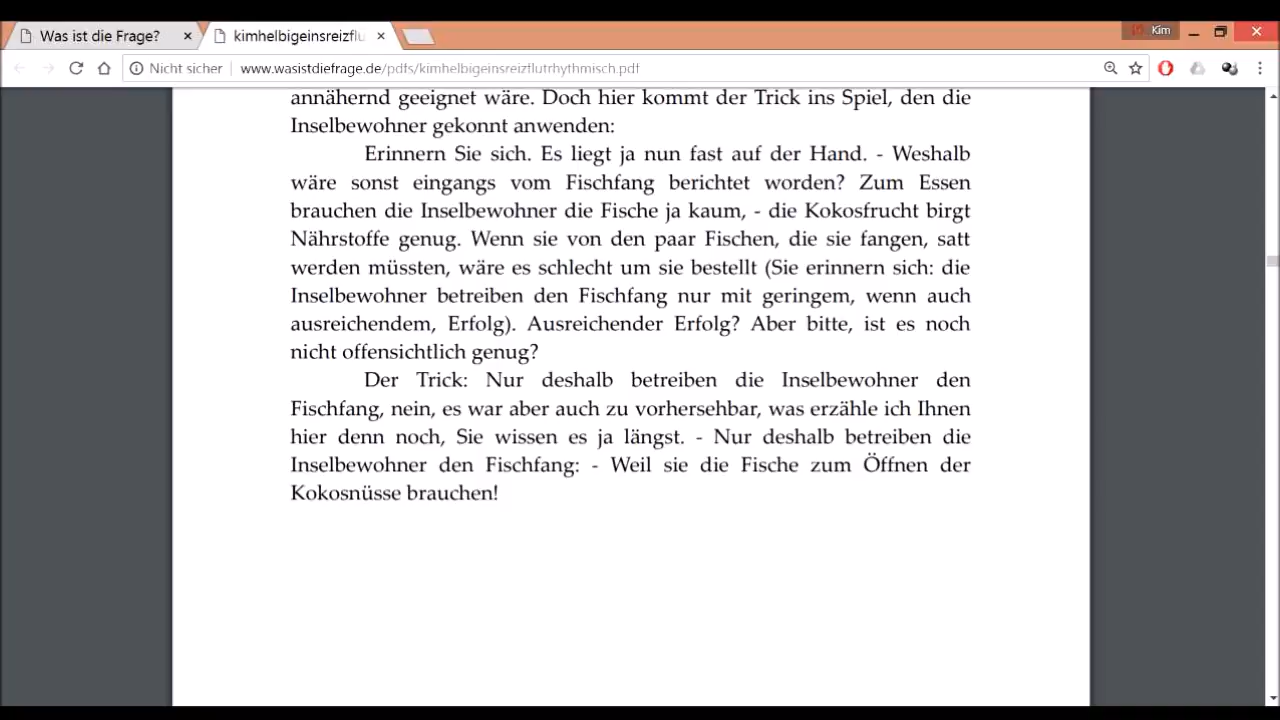 Was ist die Frage?
kimhelbigeinsreizflu
Kim
Nicht sicher
www.wasistdiefrage.de/pdfs/kimhelbigeinsreizflutrhythmisch.pdf
annähernd geeignet wäre. Doch hier kommt der Trick ins Spiel, den die
Inselbewohner gekonnt anwenden:
Erinnern Sie sich. Es liegt ja nun fast auf der Hand. - Weshalb
wäre sonst eingangs vom Fischfang berichtet worden? Zum Essen
brauchen die Inselbewohner die Fische ja kaum, - die Kokosfrucht birgt
Nährstoffe genug. Wenn sie von den paar Fischen, die sie fangen, satt
werden müssten, wäre es schlecht um sie bestellt (Sie erinnern sich: die
Inselbewohner betreiben den Fischfang nur mit geringem, wenn auch
ausreichendem, Erfolg). Ausreichender Erfolg? Aber bitte, ist es noch
nicht offensichtlich genug?
Der Trick: Nur deshalb betreiben die Inselbewohner den
Fischfang, nein, es war aber auch zu vorhersehbar, was erzähle ich Ihnen
hier denn noch, Sie wissen es ja längst. - Nur deshalb betreiben die
Inselbewohner den Fischfang: - Weil sie die Fische zum Öffnen der
Kokosnüsse brauchen!